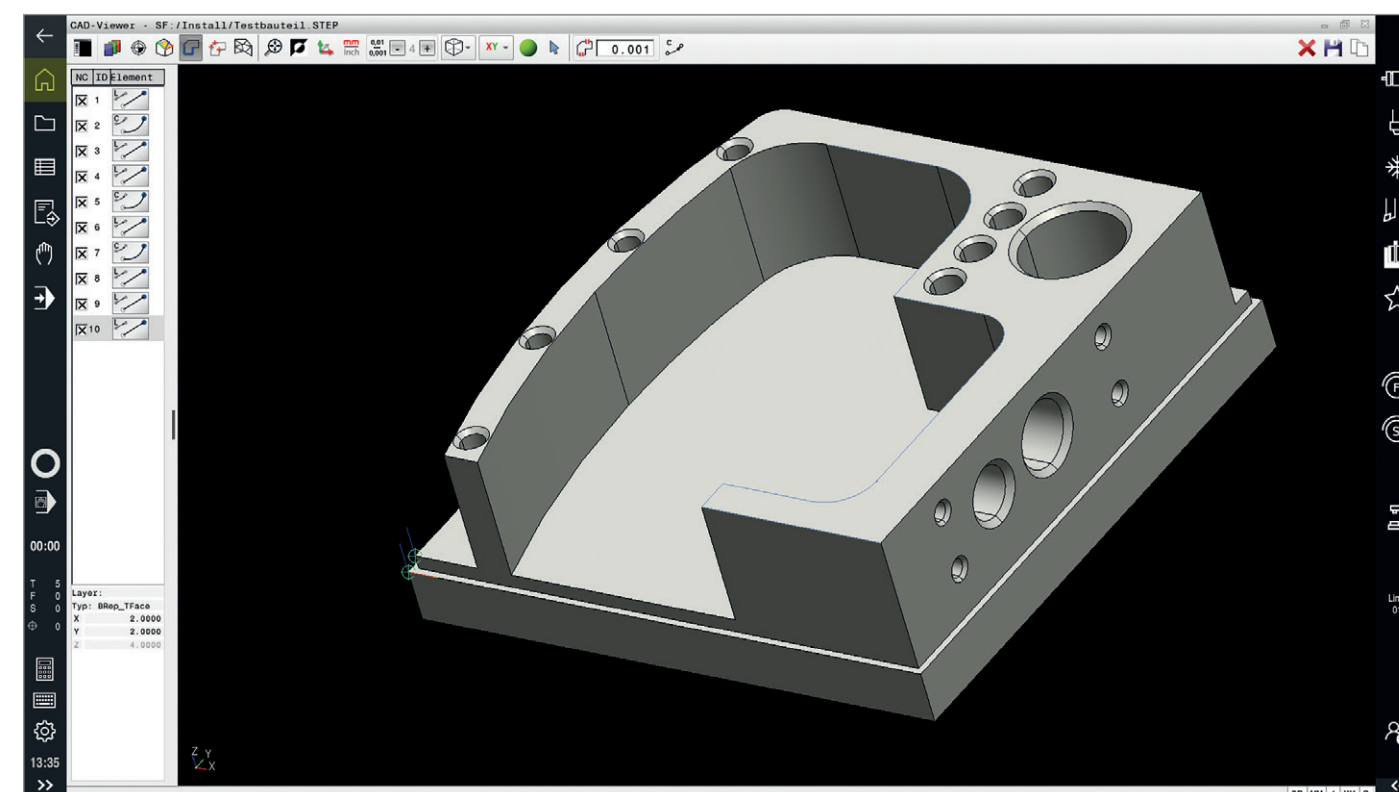 CAD-Viewer - SF:/Install/Testbauteil.STEP
mm
inch
0,01
0,001
4
XY
0.001
NC ID Element
1 L
2 C
3 L
4 L
5 C
6 L
7 C
8 L
9 L
10 L
00:00
T 5
F 0
S 0
0
Layer:
Typ: BRep_TFace
X 2.0000
Y 2.0000
Z 4.0000
13:35
Z Y
X
F
S